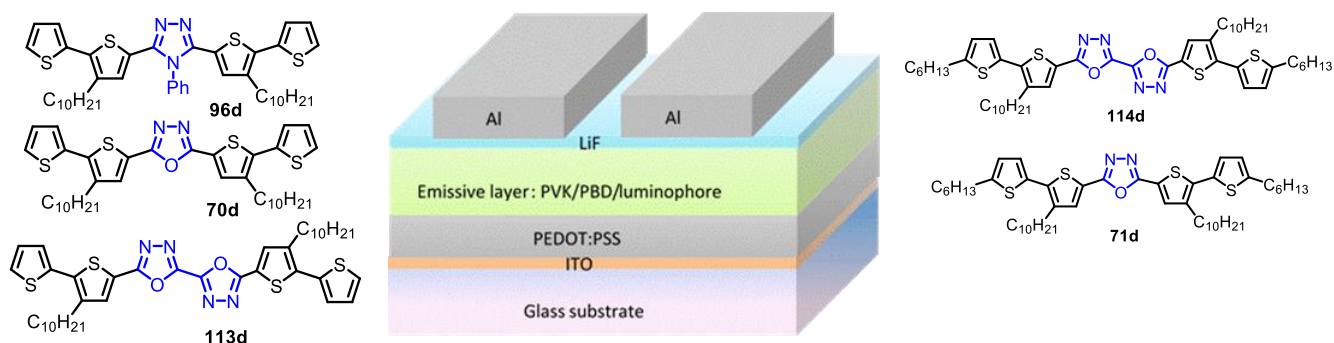 S S N N N Ph S S
C10H21 C10H21
96d
S S N N O S S
C10H21 C10H21
70d
C10H21
S S N N O O N N S S
C10H21
113d
Al Al
LiF
Emissive layer: PVK/PBD/luminophore
PEDOT:PSS
ITO
Glass substrate
C10H21
C6H13 S S N N O O N N S S C6H13
C10H21
114d
C6H13 S S N N O S S C6H13
C10H21 C10H21
71d